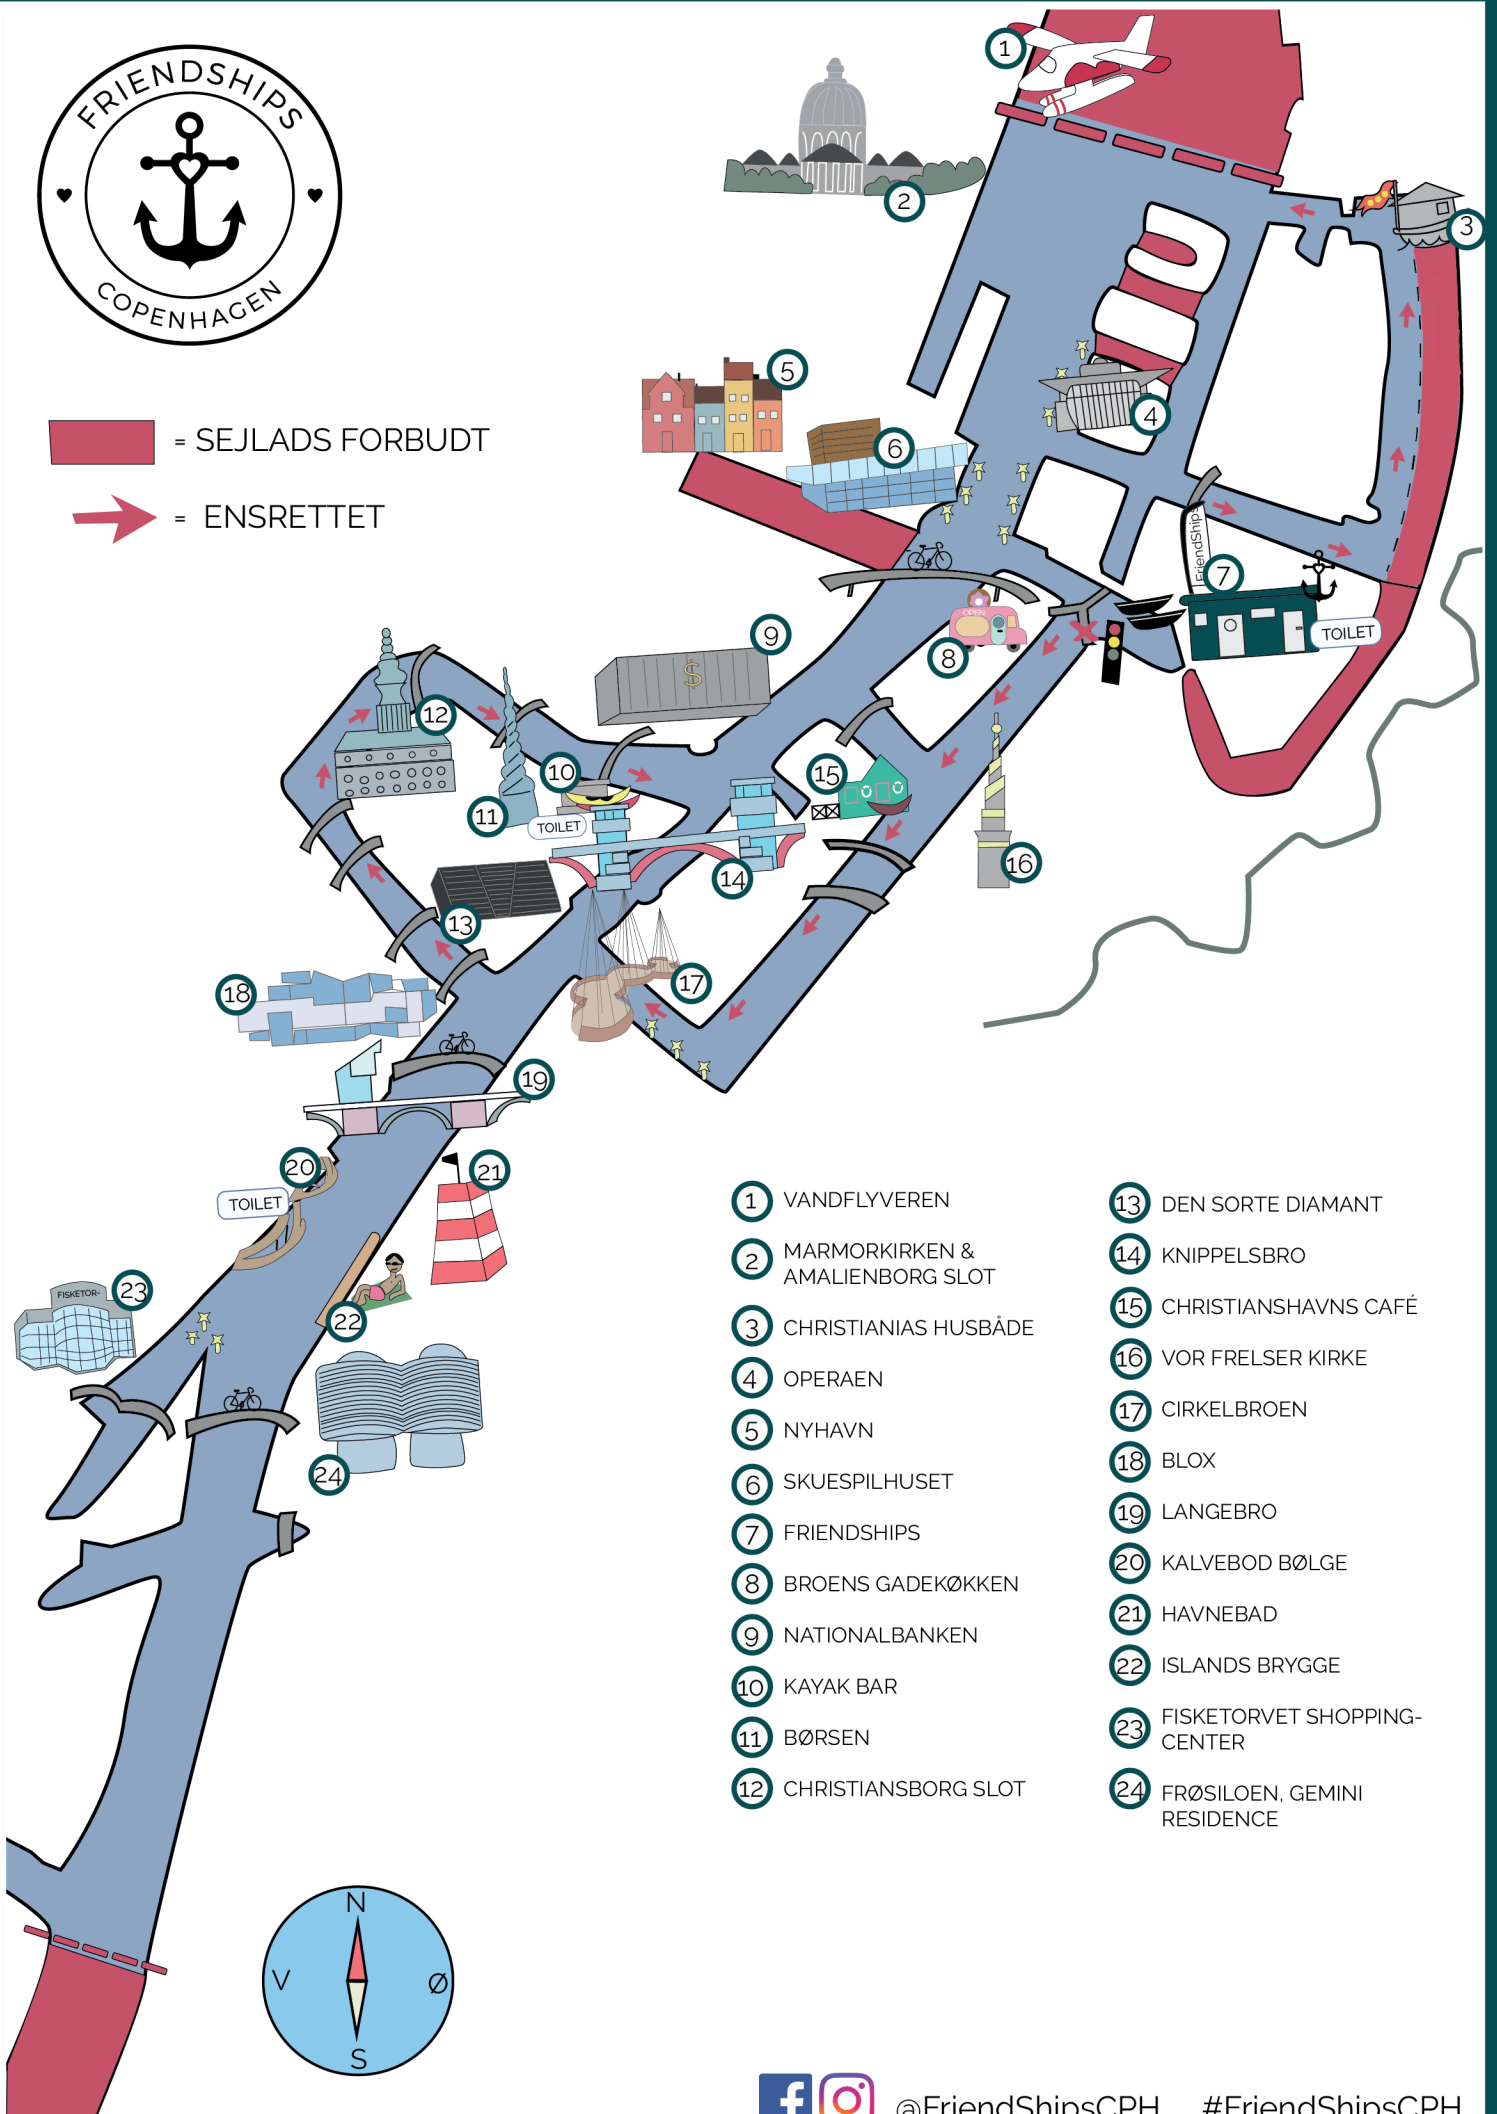 FRIENDSHIPS
COPENHAGEN
= SEJLADS FORBUDT
= ENSRETTET
1
2
3
4
5
6
FriendShips
7
TOILET
OPEN
8
9
$
10
TOILET
11
12
13
14
15
16
17
18
19
20
TOILET
21
22
FISKETOR-
23
24
1 VANDFLYVEREN
2 MARMORKIRKEN &
AMALIENBORG SLOT
3 CHRISTIANIAS HUSBÅDE
4 OPERAEN
5 NYHAVN
6 SKUESPILHUSET
7 FRIENDSHIPS
8 BROENS GADEKØKKEN
9 NATIONALBANKEN
10 KAYAK BAR
11 BØRSEN
12 CHRISTIANSBORG SLOT
13 DEN SORTE DIAMANT
14 KNIPPELSBRO
15 CHRISTIANSHAVNS CAFÉ
16 VOR FRELSER KIRKE
17 CIRKELBROEN
18 BLOX
19 LANGEBRO
20 KALVEBOD BØLGE
21 HAVNEBAD
22 ISLANDS BRYGGE
23 FISKETORVET SHOPPING-
CENTER
24 FRØSILOEN, GEMINI
RESIDENCE
N
V
Ø
S
@FriendShipsCPH #FriendShipsCPH